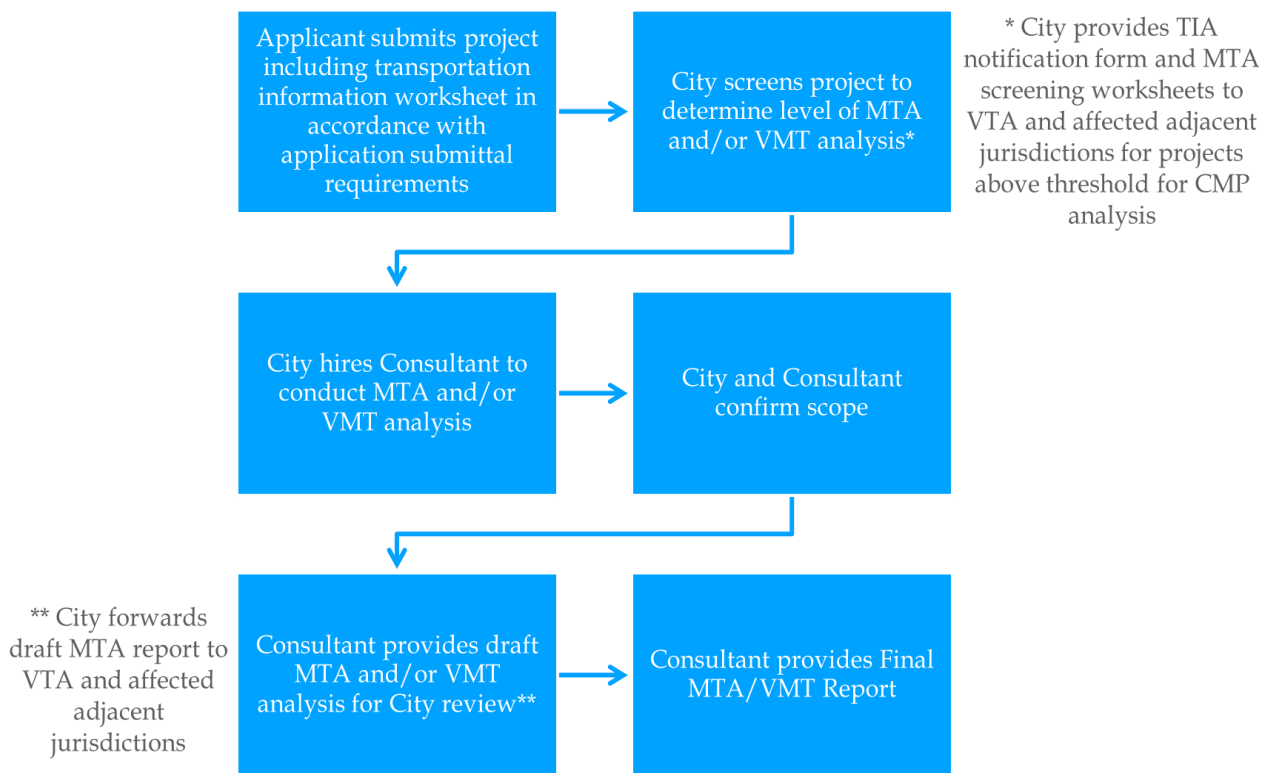 Applicant submits project
including transportation
information worksheet in
accordance with
application submittal
requirements
City screens project to
determine level of MTA
and/or VMT analysis*
* City provides TIA
notification form and MTA
screening worksheets to
VTA and affected adjacent
jurisdictions for projects
above threshold for CMP
analysis
City hires Consultant to
conduct MTA and/or
VMT analysis
City and Consultant
confirm scope
** City forwards
draft MTA report to
VTA and affected
adjacent
jurisdictions
Consultant provides draft
MTA and/or VMT
analysis for City review**
Consultant provides Final
MTA/VMT Report